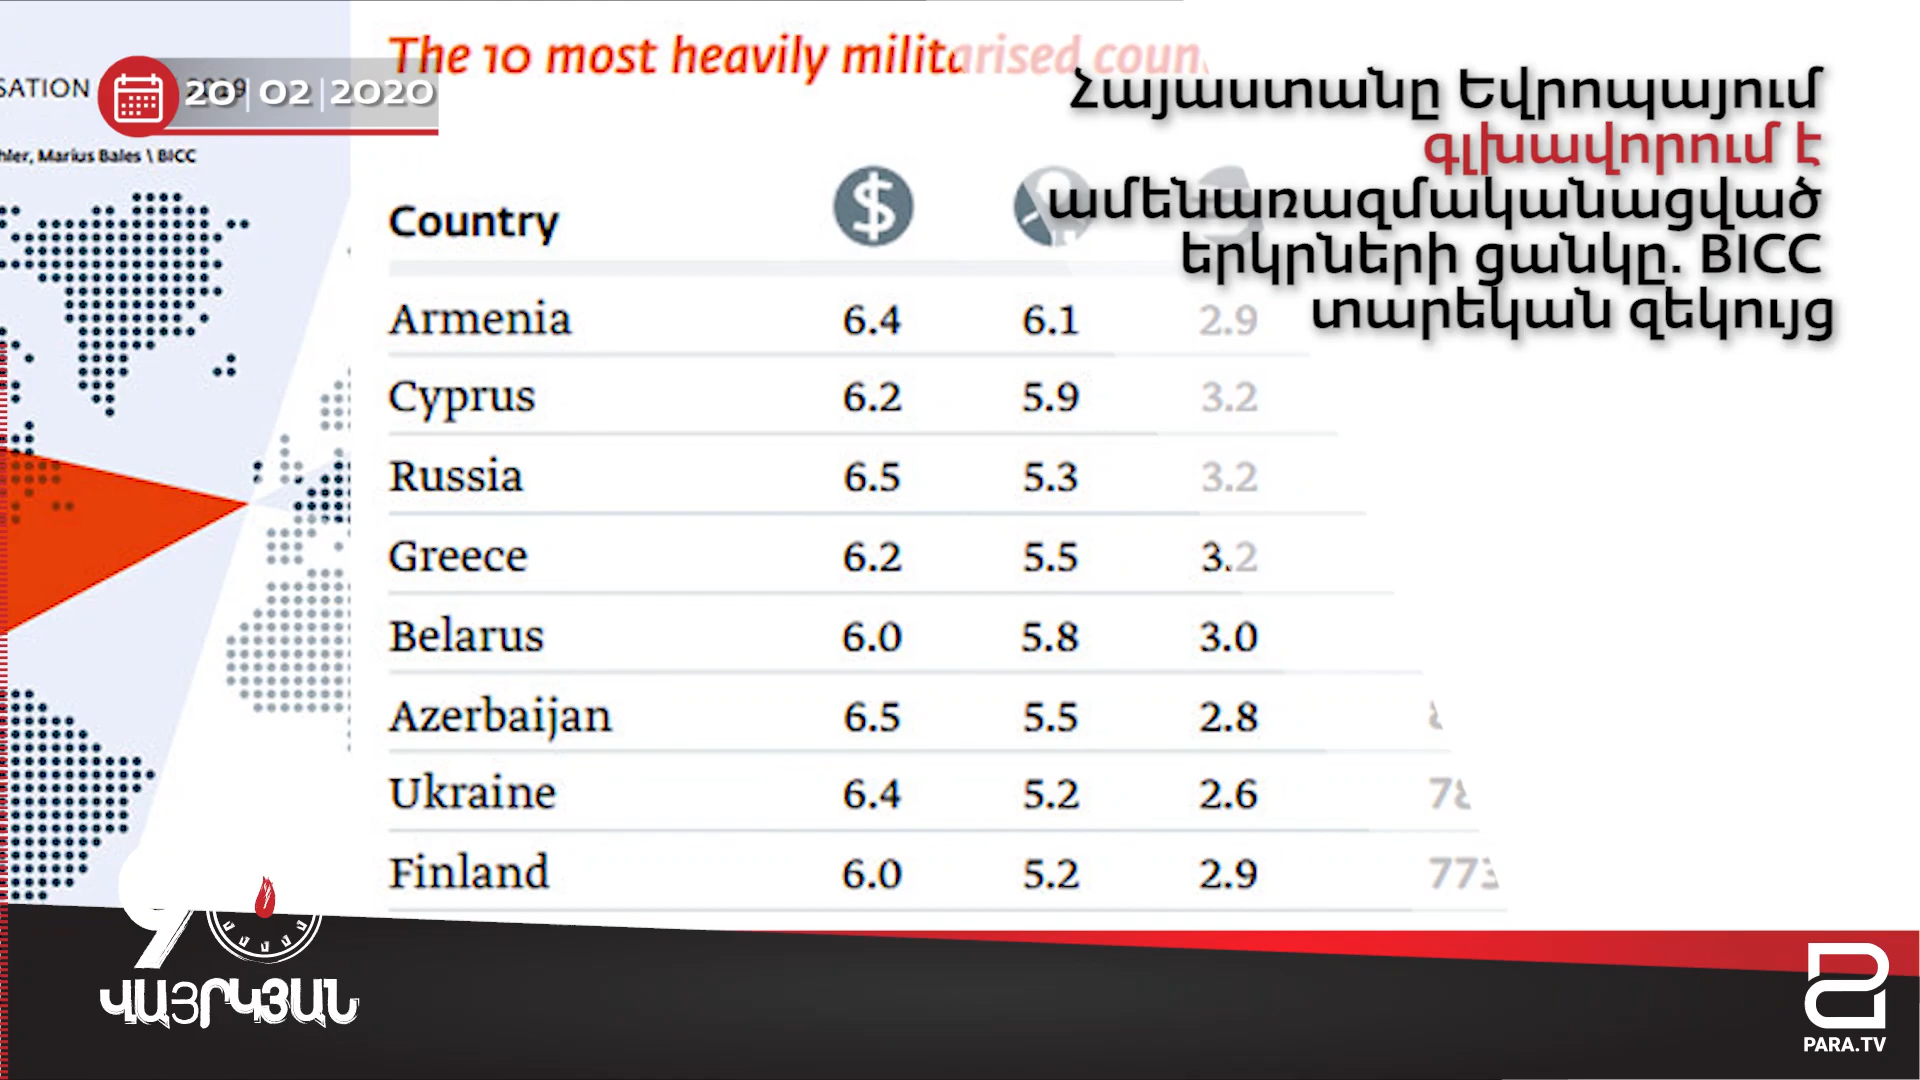 The 10 most heavily militarised coun
SATION
2019
20|02|2020
Marius Bales \ BICC
Հայաստանը Եվրոպայում
գլխավորում է
ամենառազմականացված
երկրների ցանկը. BICC
տարեկան զեկույց
Country $
Armenia 6.4 6.1 2.9
Cyprus 6.2 5.9 3.2
Russia 6.5 5.3 3.2
Greece 6.2 5.5 3.2
Belarus 6.0 5.8 3.0
Azerbaijan 6.5 5.5 2.8
Ukraine 6.4 5.2 2.6
Finland 6.0 5.2 2.9 773
90
ՎԱՅՐԿՅԱՆ
PARA.TV